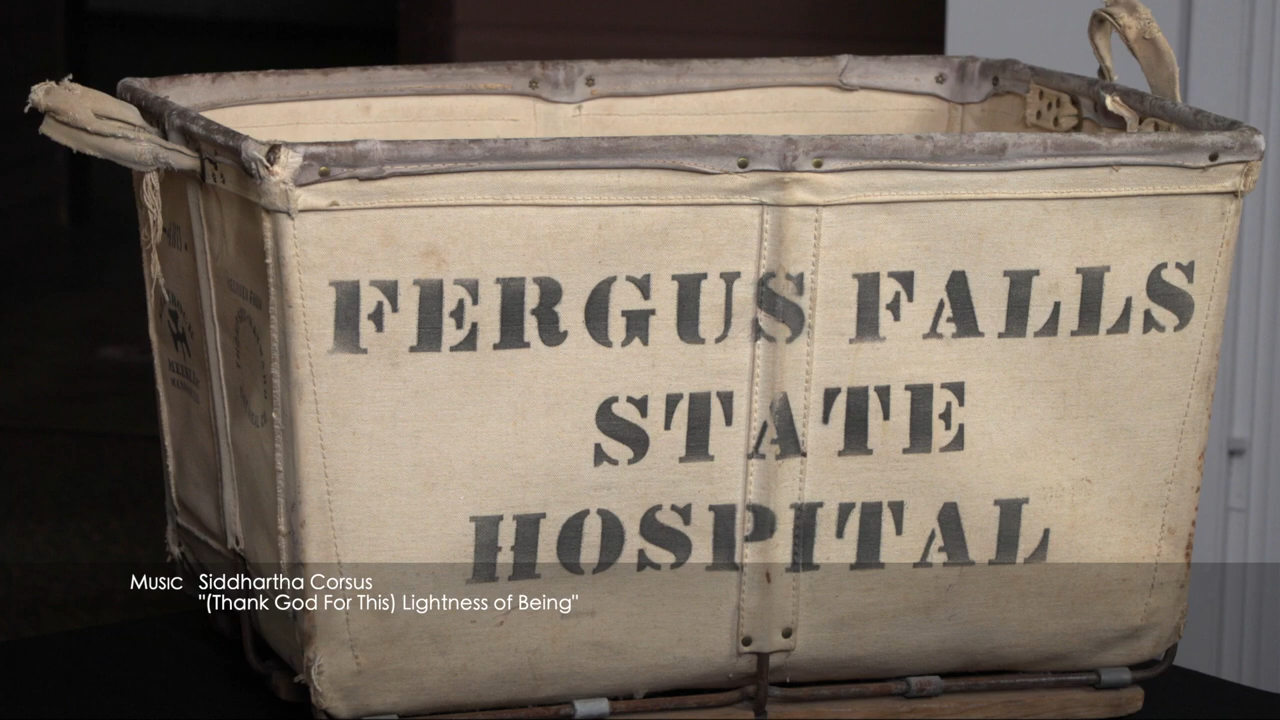 FERGUS FALLS
STATE
HOSPITAL
Music Siddhartha Corsus
"(Thank God For This) Lightness of Being"